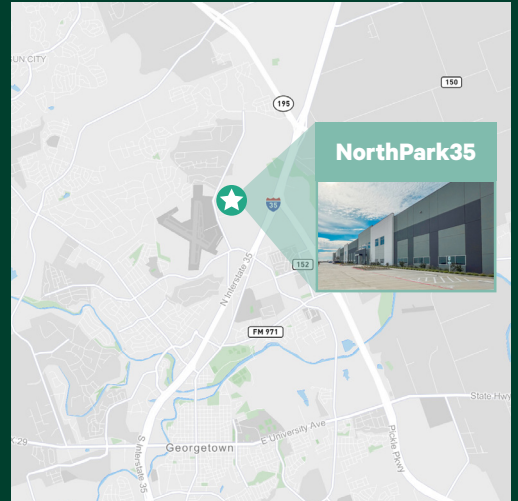 SUN CITY
150
195
NorthPark35
35
152
N Interstate 35
FM 971
State Hwy
K 29
E University Ave
Georgetown
S Interstate 35
Pickle Pkwy